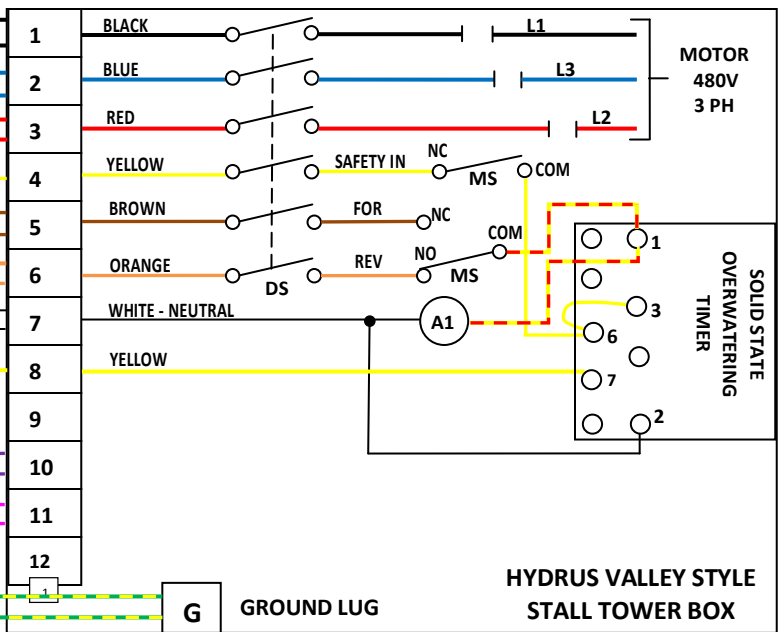 1 BLACK L1
2 BLUE L3
3 RED L2
MOTOR
480V
3 PH
4 YELLOW SAFETY IN NC MS COM
5 BROWN FOR NC
6 ORANGE DS REV NO MS COM
7 WHITE - NEUTRAL A1
8 YELLOW
9
10
11
12
1
1
3
6
7
2
SOLID STATE
OVERWATERING
TIMER
G GROUND LUG
HYDRUS VALLEY STYLE
STALL TOWER BOX